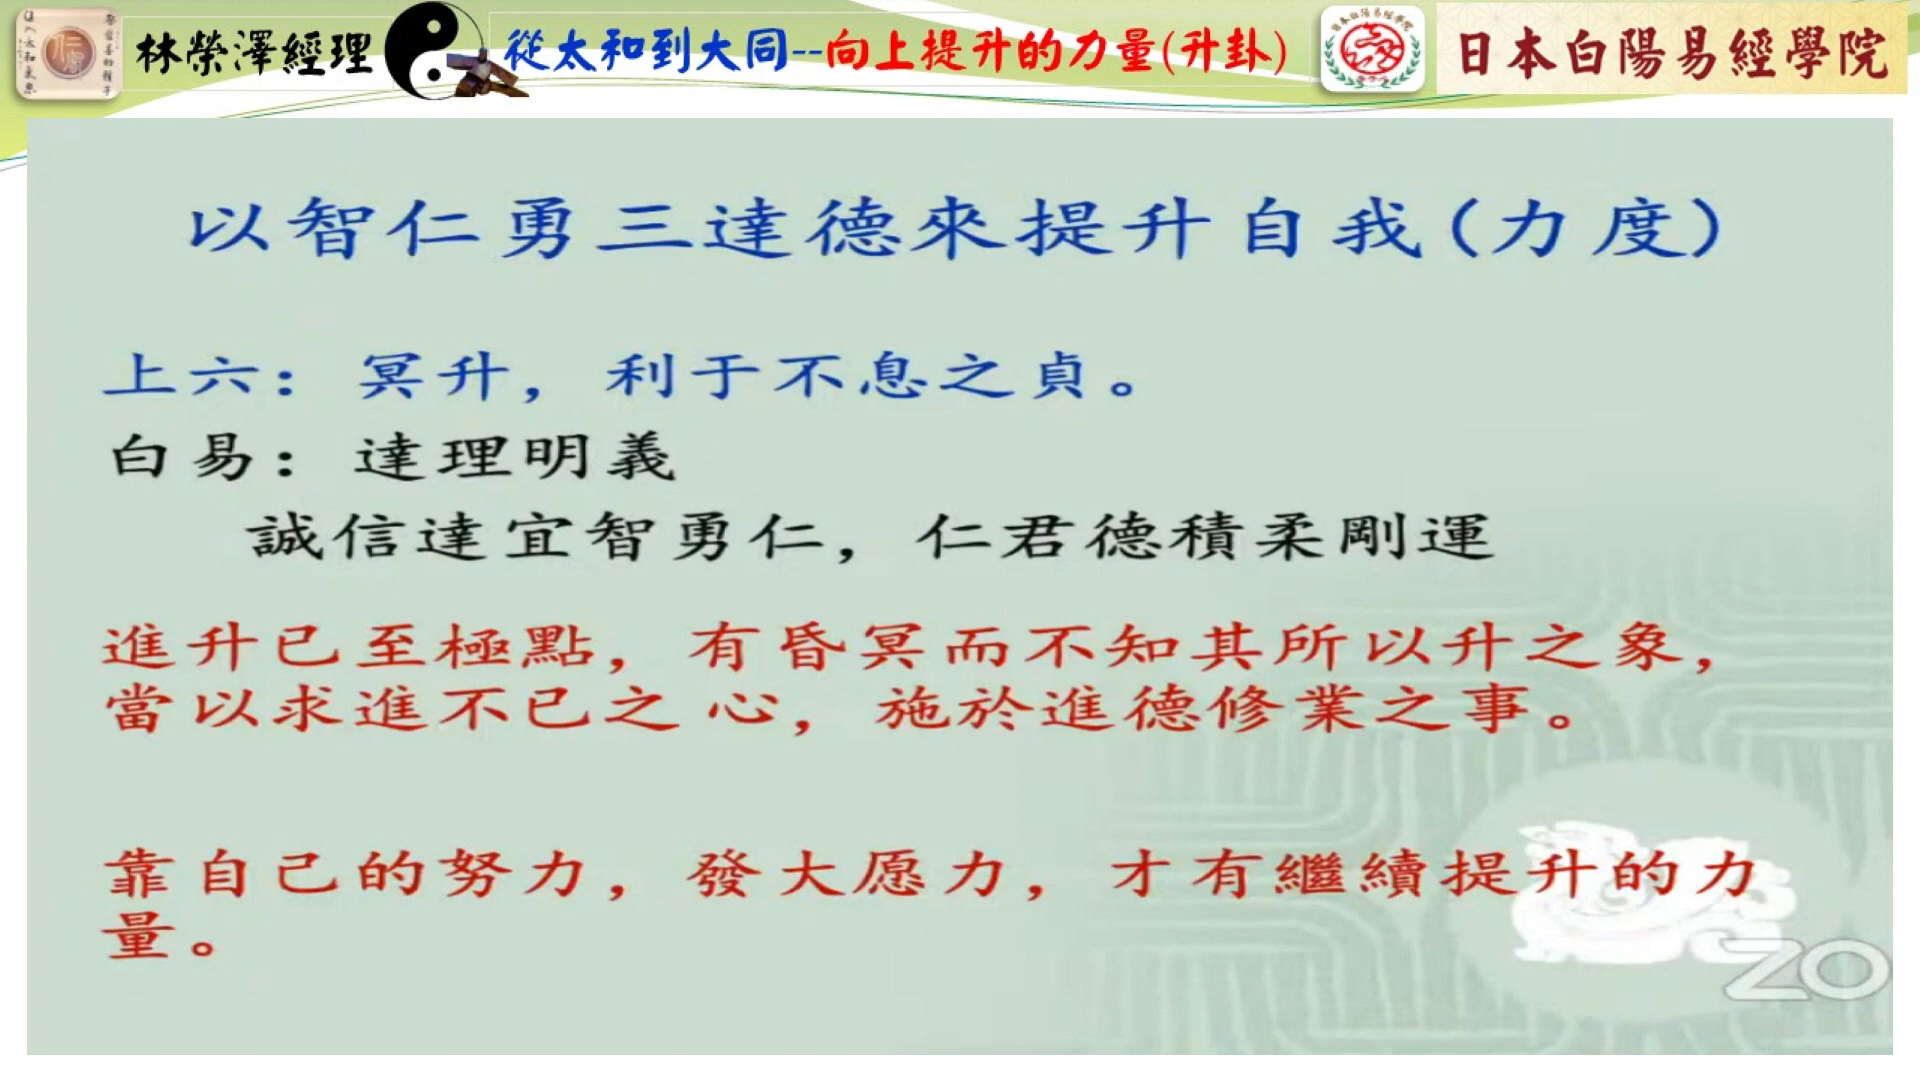 林榮澤經理
從太和到大同--向上提升的力量(升卦)
日本白陽易經學院
以智仁勇三達德來提升自我(力度)
上六：冥升，利于不息之貞。
白易：達理明義
誠信達宜智勇仁，仁君德積柔剛運
進升已至極點，有昏冥而不知其所以升之象，
當以求進不已之心，施於進德修業之事。
靠自己的努力，發大愿力，才有繼續提升的力
量。
ZO